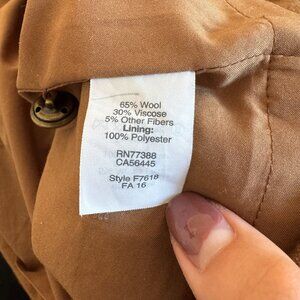 65% Wool
30% Viscose
5% Other Fibers
Lining:
100% Polyester
RN77388
CA56445
Style F7618
FA 16